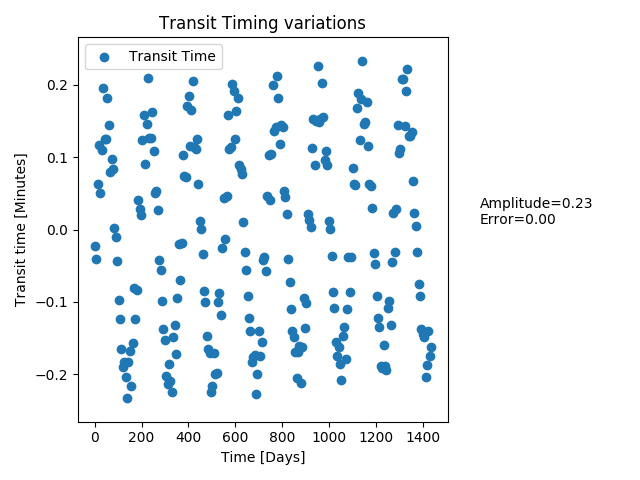 Transit Timing variations
Transit Time
Transit time [Minutes]
0.2
0.1
0.0
−0.1
−0.2
0 200 400 600 800 1000 1200 1400
Time [Days]
Amplitude=0.23
Error=0.00